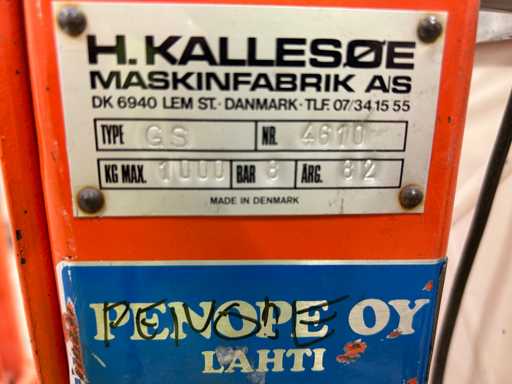 H. KALLESØE
MASKINFABRIK A/S
DK 6940 LEM ST. · DANMARK · TLF. 07/34 15 55
TYPE GS NR. 4610
KG MAX. 1000 BAR 8 ÅRG. 82
MADE IN DENMARK
PENOPE OY
LAHTI